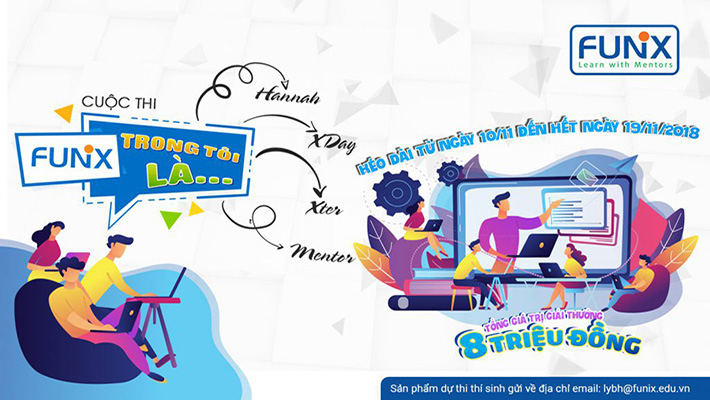 FUNiX
Learn with Mentors
CUỘC THI
FUNiX
TRONG TÔI
LÀ...
Hannah
XDay
Xter
Mentor
KÉO DÀI TỪ NGÀY 10/11 ĐẾN HẾT NGÀY 19/11/2018
TỔNG GIÁ TRỊ GIẢI THƯỞNG
8 TRIỆU ĐỒNG
Sản phẩm dự thi thí sinh gửi về địa chỉ email: lybh@funix.edu.vn